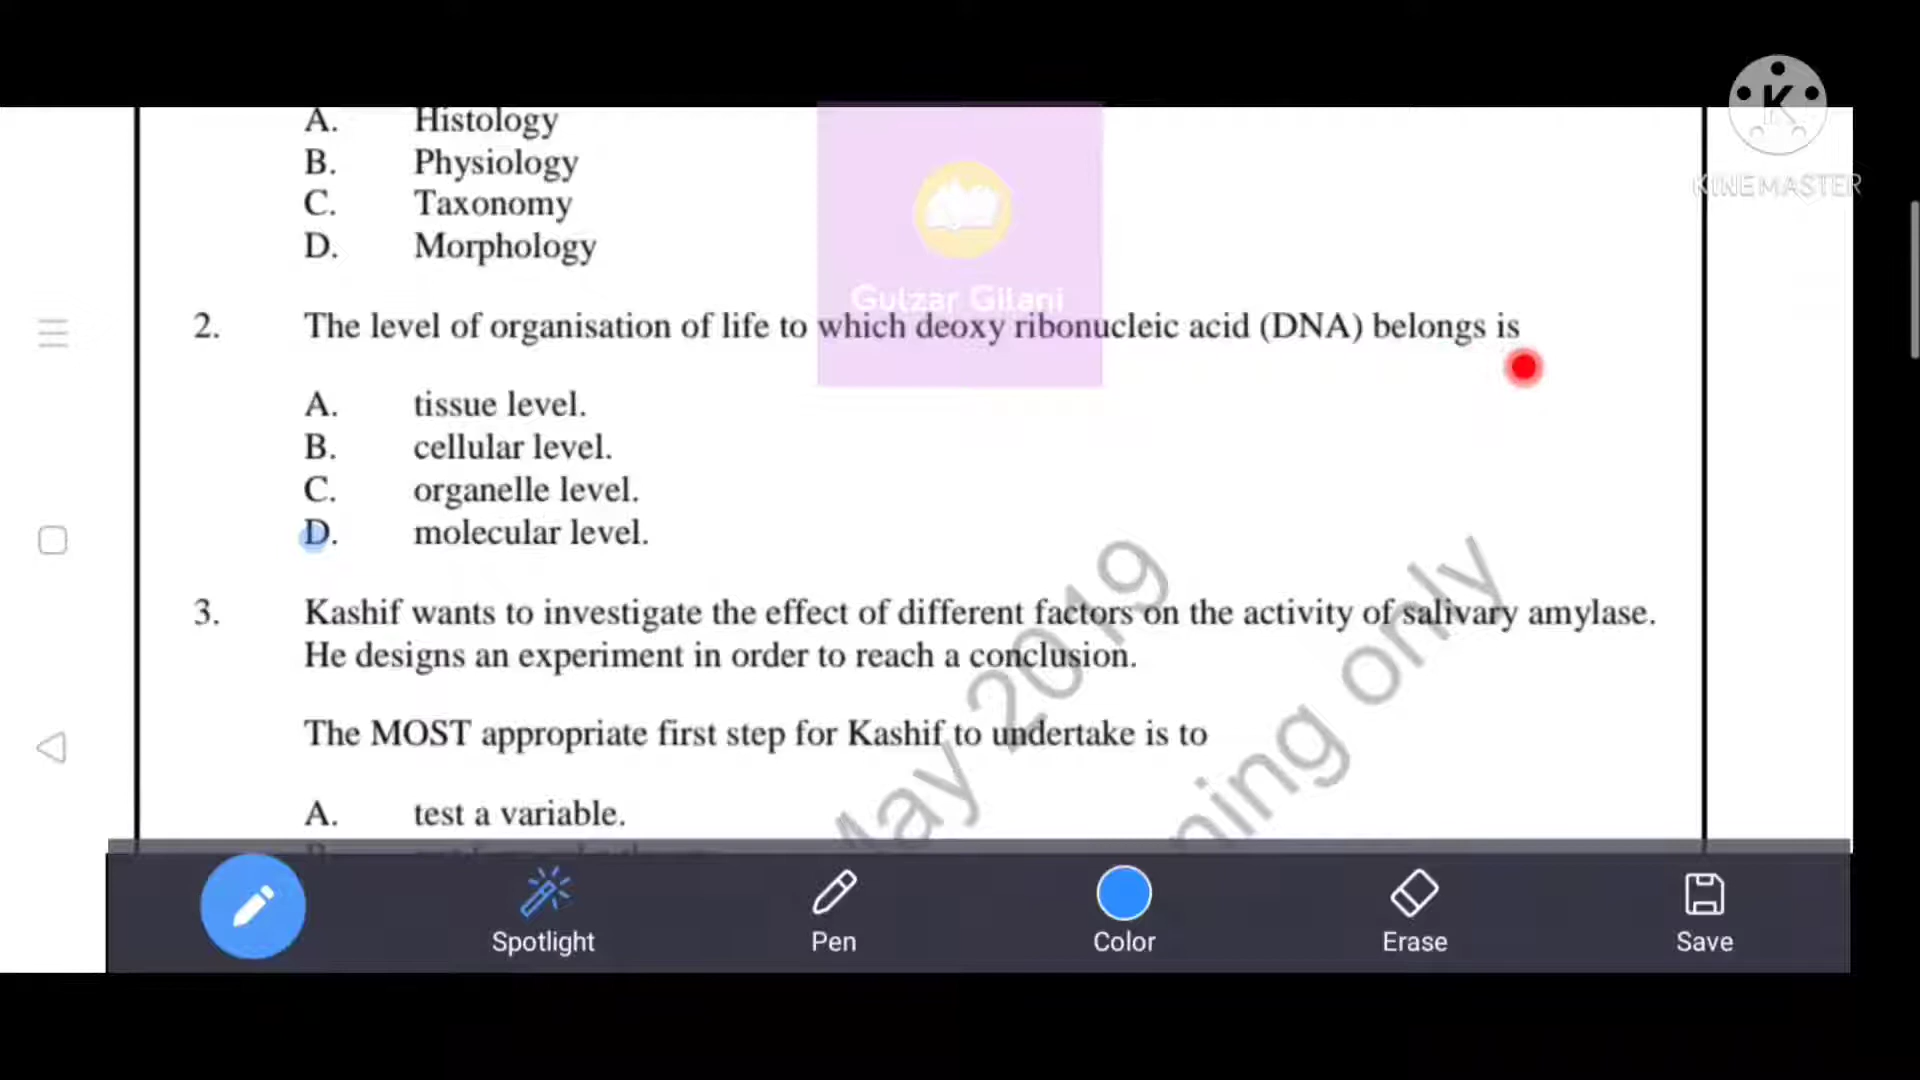 A. Histology
B. Physiology
C. Taxonomy
D. Morphology
KINEMASTER
Gulzar Gilani
2. The level of organisation of life to which deoxy ribonucleic acid (DNA) belongs is
A. tissue level.
B. cellular level.
C. organelle level.
D. molecular level.
3. Kashif wants to investigate the effect of different factors on the activity of salivary amylase.
He designs an experiment in order to reach a conclusion.
The MOST appropriate first step for Kashif to undertake is to
A. test a variable.
May 2019
ning only
Spotlight Pen Color Erase Save